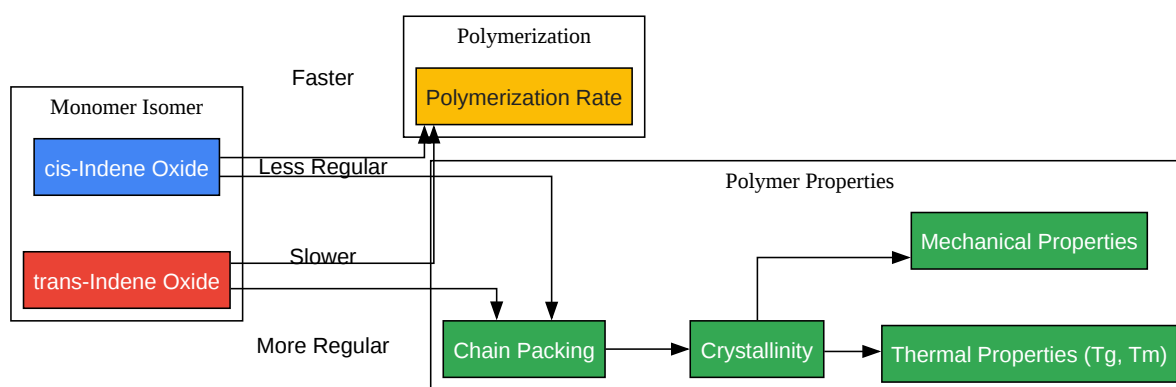 Polymerization
Faster
Polymerization Rate
Monomer Isomer
cis-Indene Oxide
Less Regular
Polymer Properties
Mechanical Properties
Slower
trans-Indene Oxide
More Regular
Chain Packing
Crystallinity
Thermal Properties (Tg, Tm)